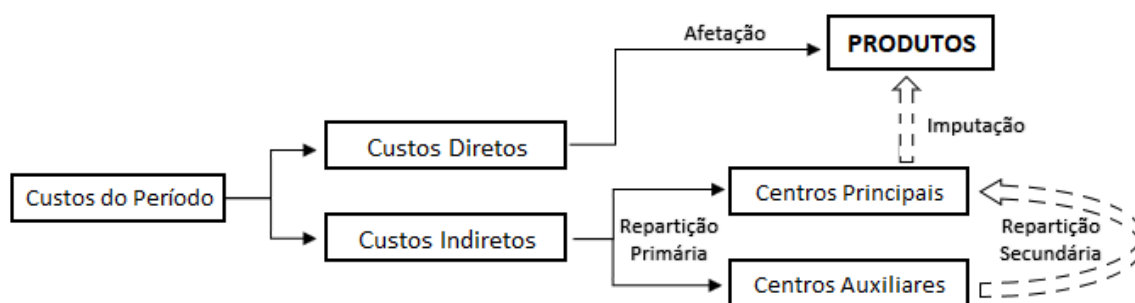 Afetação
PRODUTOS
Imputação
Custos Diretos
Custos do Período
Centros Principais
Custos Indiretos
Repartição
Primária
Repartição
Secundária
Centros Auxiliares